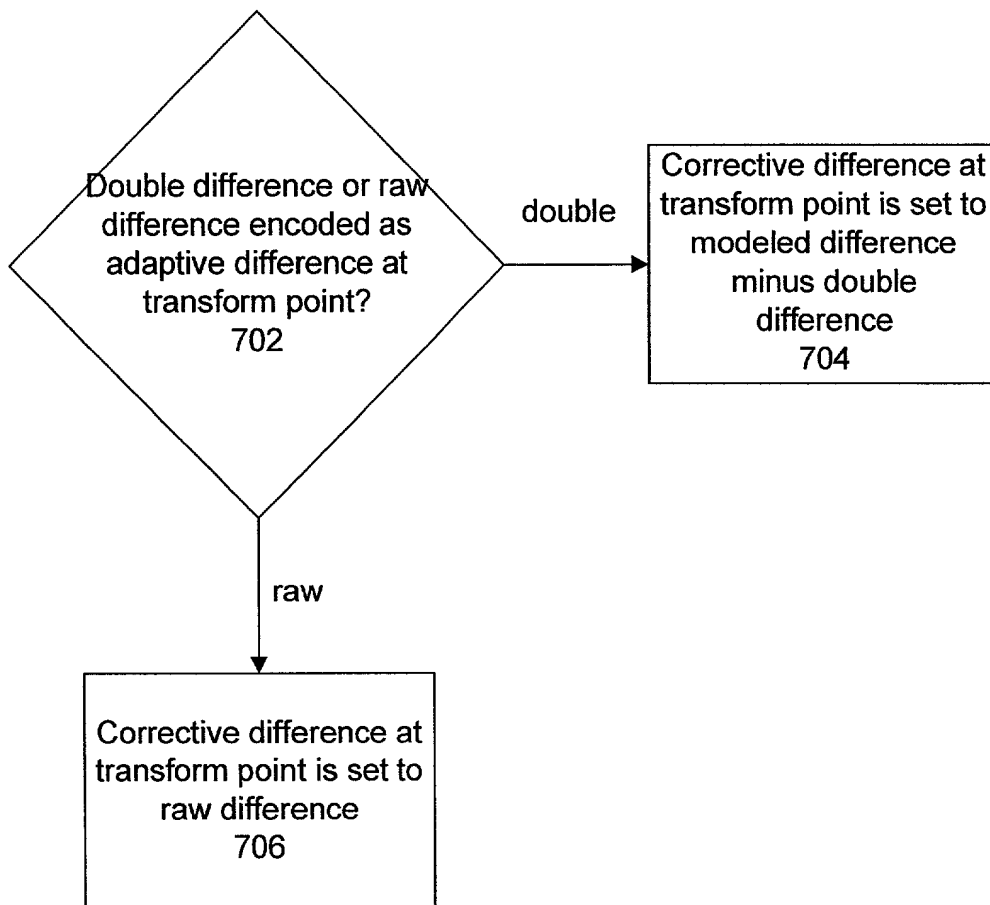 Double difference or raw
difference encoded as
adaptive difference at
transform point?
702
double
Corrective difference at
transform point is set to
modeled difference
minus double
difference
704
raw
Corrective difference at
transform point is set to
raw difference
706